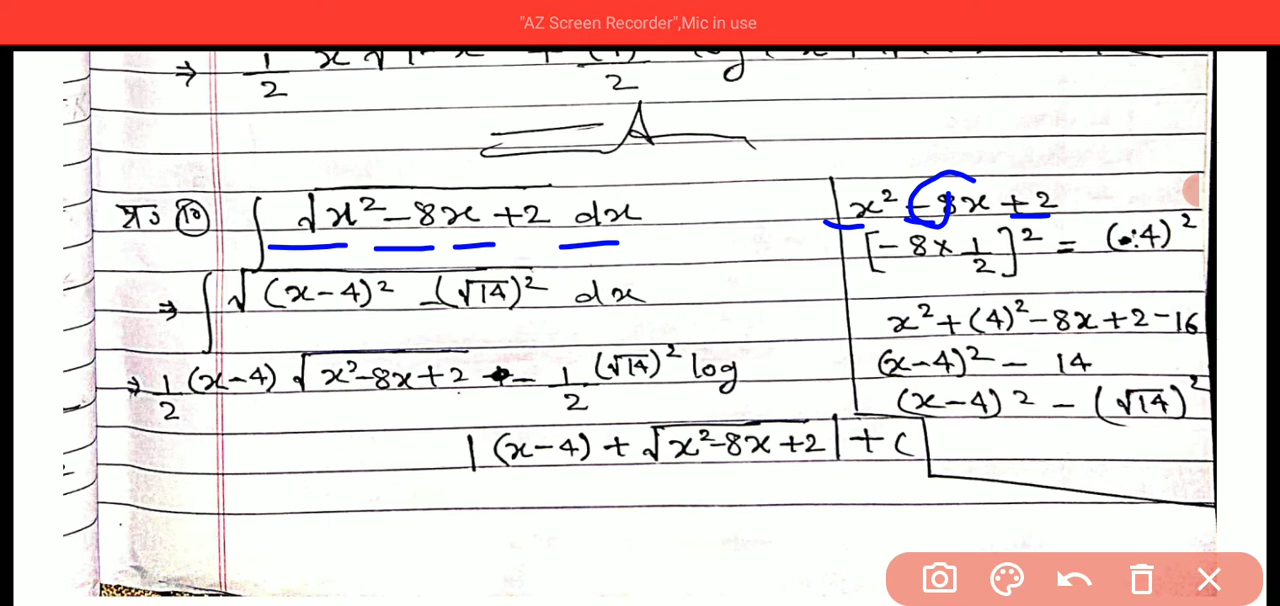 "AZ Screen Recorder",Mic in use
⇒ 1/2
प्र० ⑩ ∫ √(x² - 8x + 2) dx
⇒ ∫ √((x-4)² - (√14)²) dx
⇒ 1/2 (x-4) √(x²-8x+2) - 1/2 (√14)² log
|(x-4) + √(x²-8x+2)| + c
x² - 8x + 2
[-8 × 1/2]² = (4)²
x² + (4)² - 8x + 2 - 16
(x-4)² - 14
(x-4)² - (√14)²